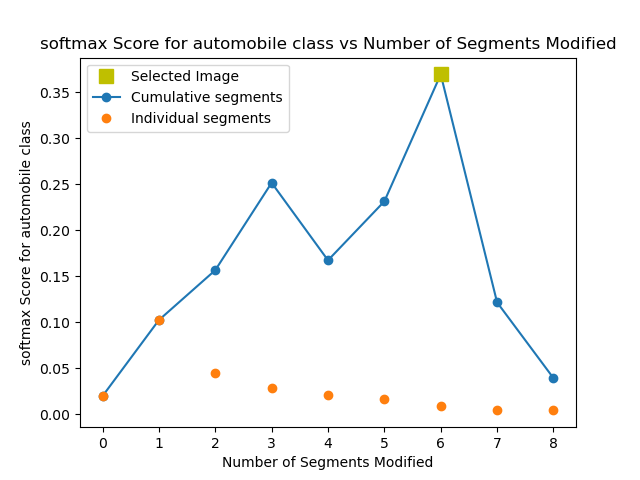 softmax Score for automobile class vs Number of Segments Modified
Selected Image
Cumulative segments
Individual segments
softmax Score for automobile class
0.35
0.30
0.25
0.20
0.15
0.10
0.05
0.00
0 1 2 3 4 5 6 7 8
Number of Segments Modified